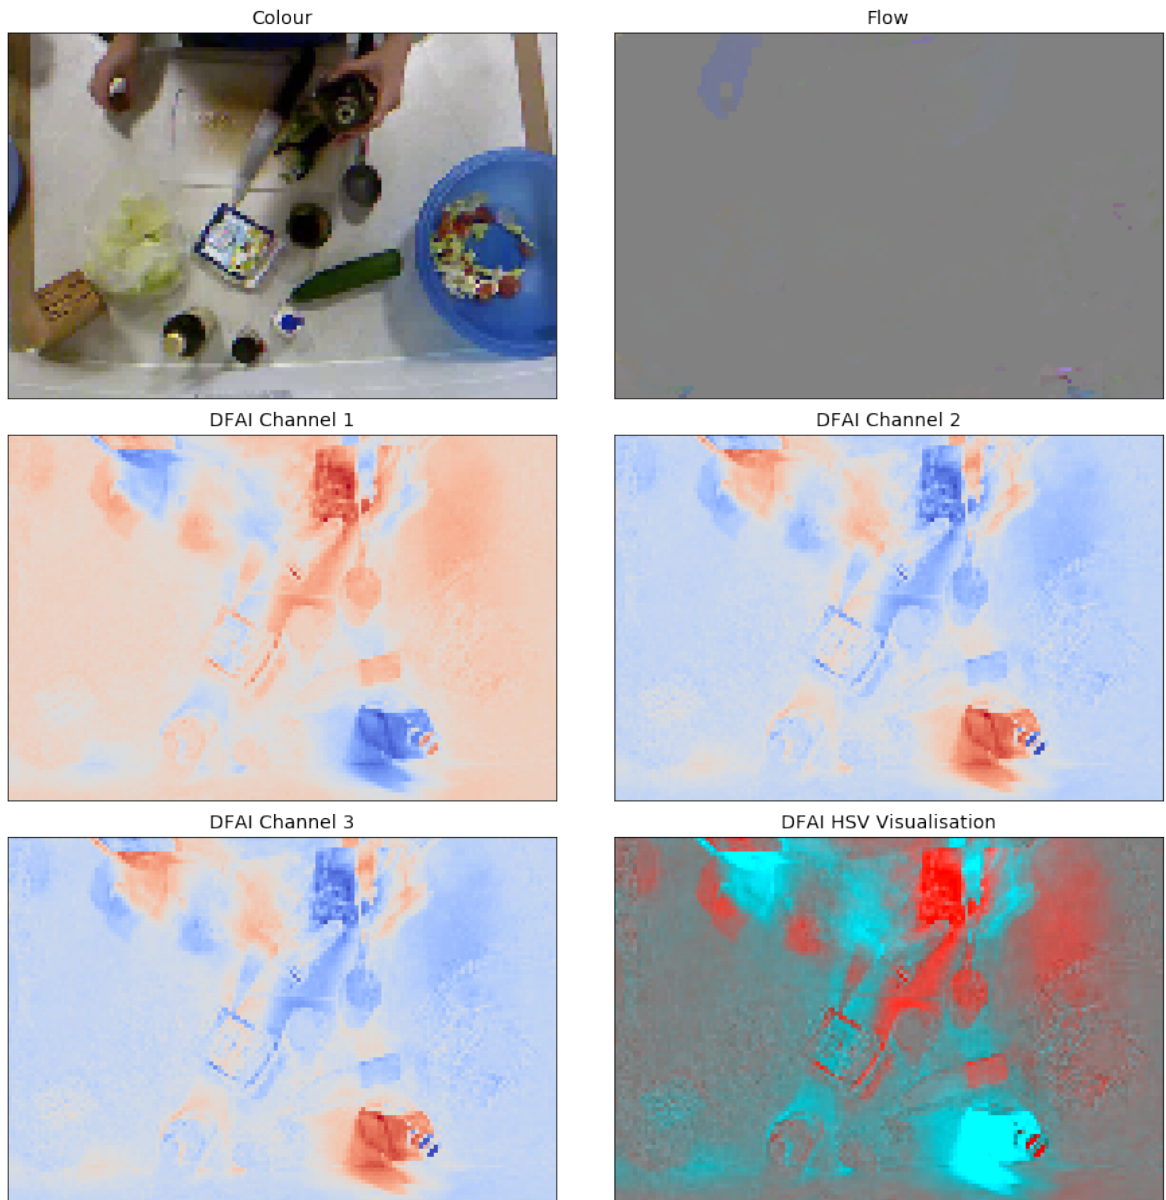 Colour
Flow
DFAI Channel 1
DFAI Channel 2
DFAI Channel 3
DFAI HSV Visualisation